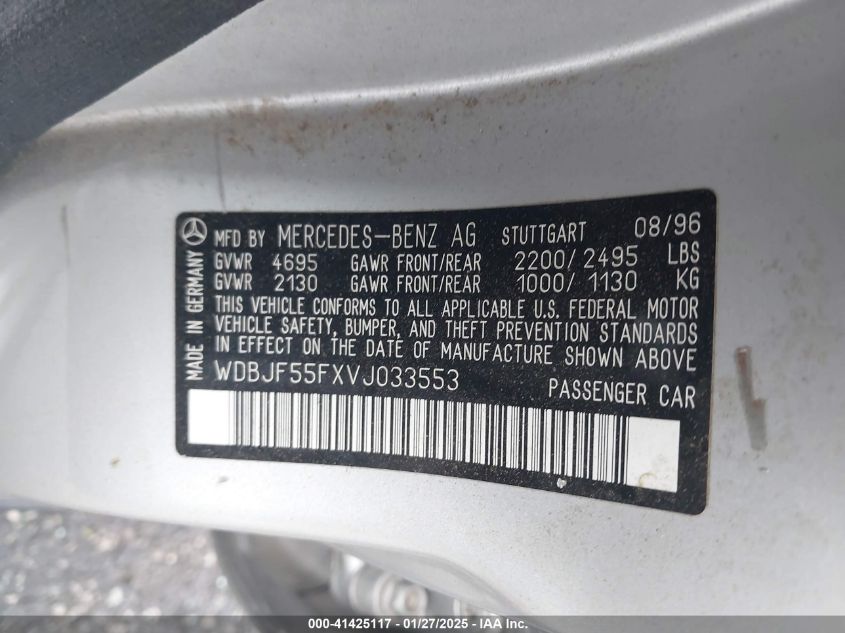 MADE IN GERMANY
MFD BY MERCEDES-BENZ AG STUTTGART 08/96
GVWR 4695 GAWR FRONT/REAR 2200/2495 LBS
GVWR 2130 GAWR FRONT/REAR 1000/1130 KG
THIS VEHICLE CONFORMS TO ALL APPLICABLE U.S. FEDERAL MOTOR
VEHICLE SAFETY, BUMPER, AND THEFT PREVENTION STANDARDS
IN EFFECT ON THE DATE OF MANUFACTURE SHOWN ABOVE.
WDBJF55FXVJ033553 PASSENGER CAR
000-41425117 - 01/27/2025 - IAA Inc.